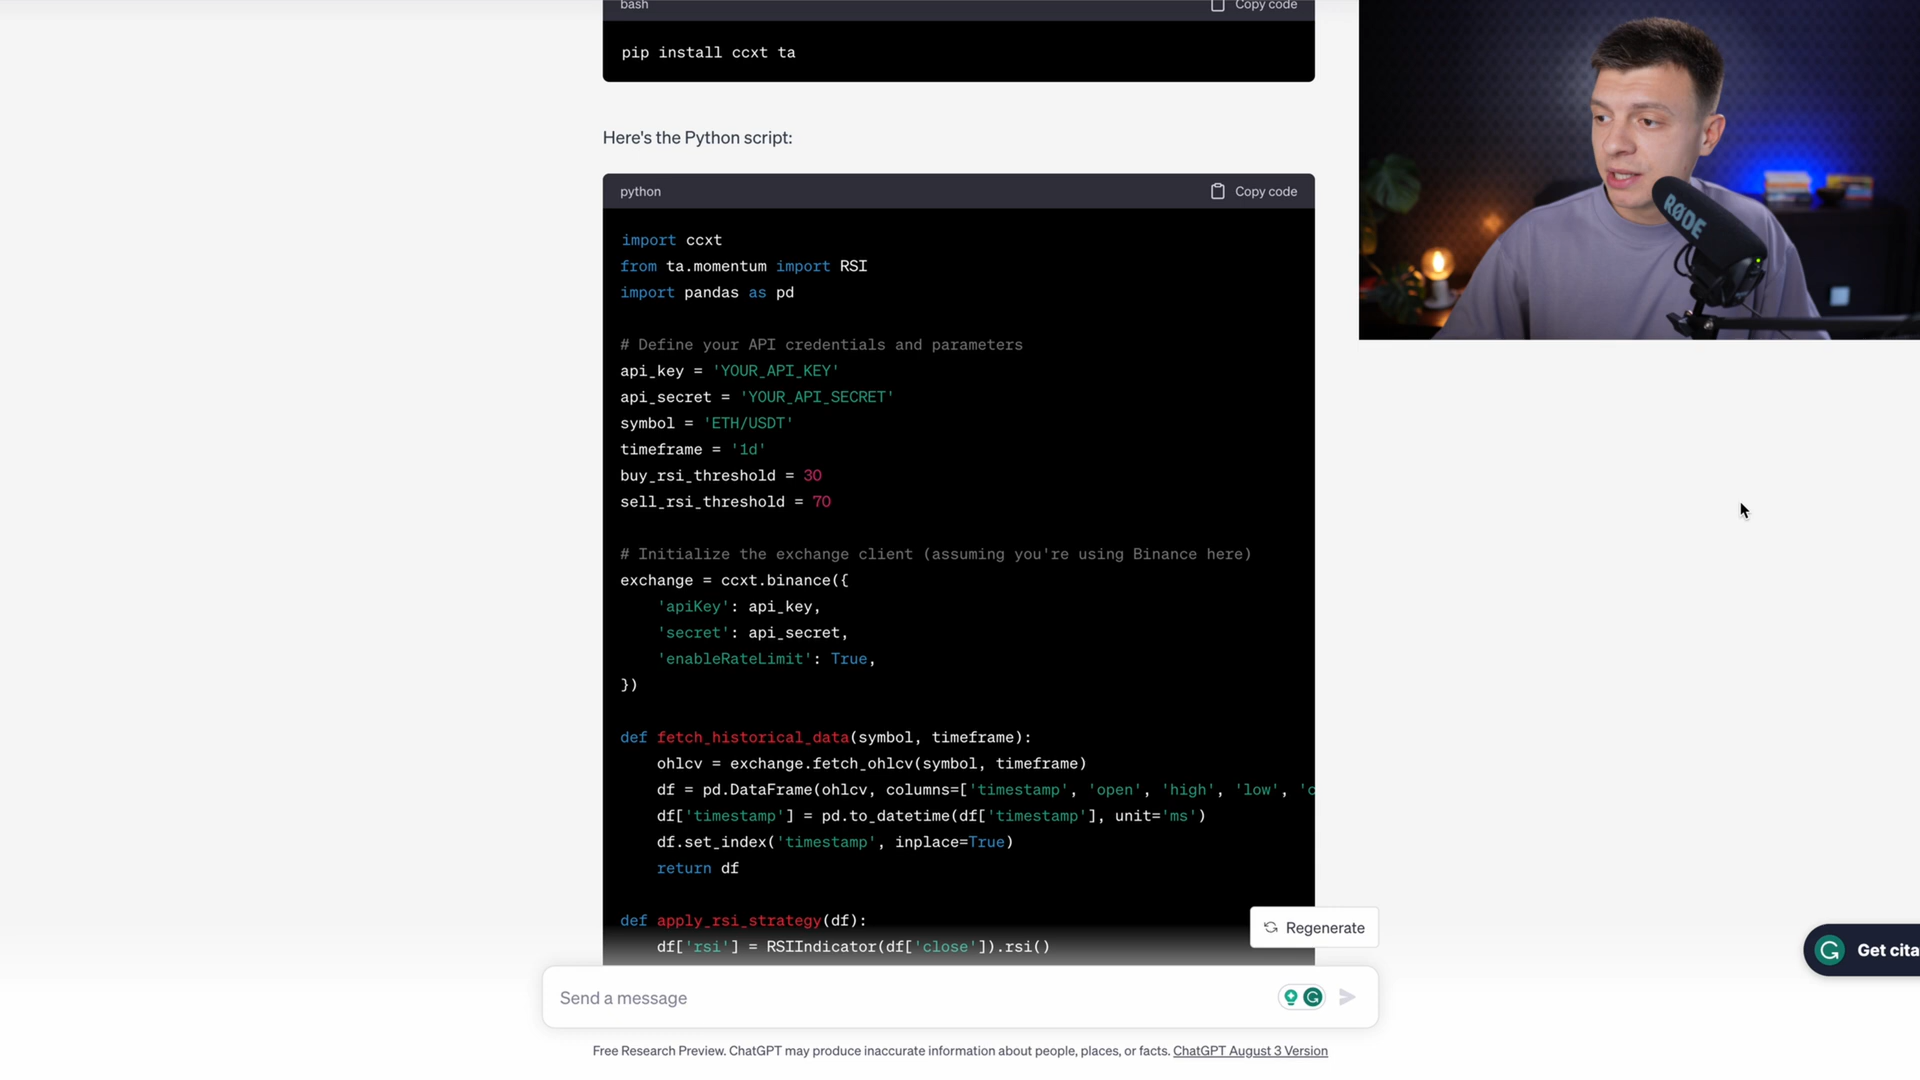 bash
Copy code
pip install ccxt ta
Here's the Python script:
python
Copy code
import ccxt
from ta.momentum import RSI
import pandas as pd
# Define your API credentials and parameters
api_key = 'YOUR_API_KEY'
api_secret = 'YOUR_API_SECRET'
symbol = 'ETH/USDT'
timeframe = '1d'
buy_rsi_threshold = 30
sell_rsi_threshold = 70
# Initialize the exchange client (assuming you're using Binance here)
exchange = ccxt.binance({
    'apiKey': api_key,
    'secret': api_secret,
    'enableRateLimit': True,
})
def fetch_historical_data(symbol, timeframe):
    ohlcv = exchange.fetch_ohlcv(symbol, timeframe)
    df = pd.DataFrame(ohlcv, columns=['timestamp', 'open', 'high', 'low', 'c
    df['timestamp'] = pd.to_datetime(df['timestamp'], unit='ms')
    df.set_index('timestamp', inplace=True)
    return df
def apply_rsi_strategy(df):
    df['rsi'] = RSIIndicator(df['close']).rsi()
Regenerate
Send a message
Free Research Preview. ChatGPT may produce inaccurate information about people, places, or facts. ChatGPT August 3 Version
RØDE
Get cita